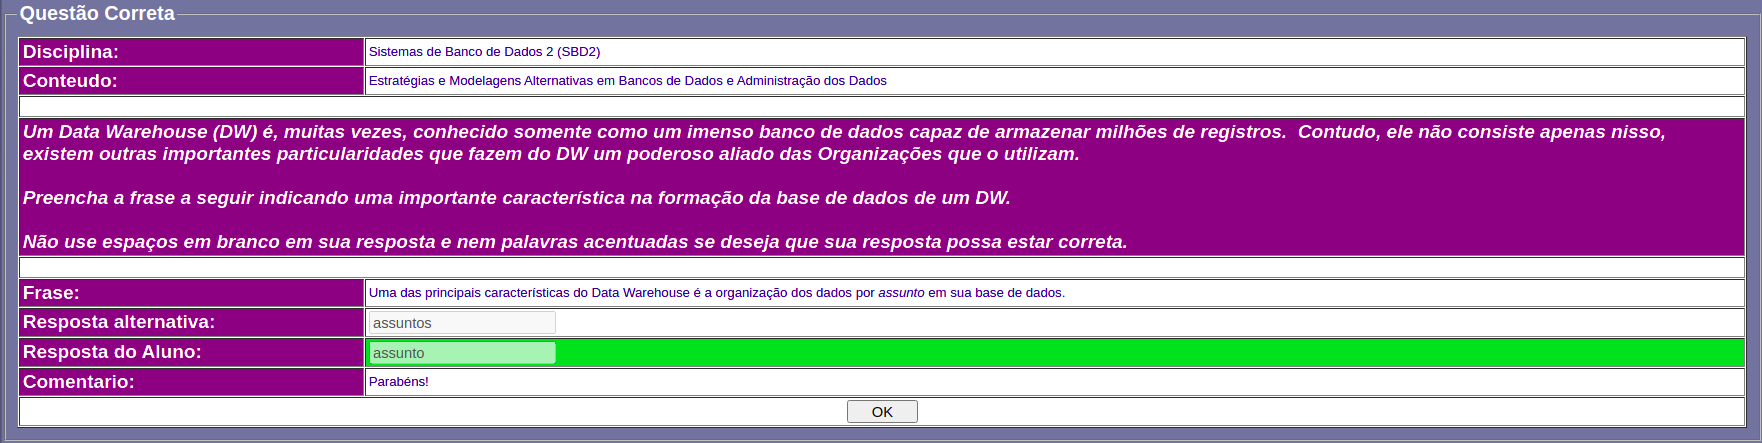 Questão Correta
Disciplina: Sistemas de Banco de Dados 2 (SBD2)
Conteudo: Estratégias e Modelagens Alternativas em Bancos de Dados e Administração dos Dados
Um Data Warehouse (DW) é, muitas vezes, conhecido somente como um imenso banco de dados capaz de armazenar milhões de registros.  Contudo, ele não consiste apenas nisso,
existem outras importantes particularidades que fazem do DW um poderoso aliado das Organizações que o utilizam.
Preencha a frase a seguir indicando uma importante característica na formação da base de dados de um DW.
Não use espaços em branco em sua resposta e nem palavras acentuadas se deseja que sua resposta possa estar correta.
Frase: Uma das principais características do Data Warehouse é a organização dos dados por assunto em sua base de dados.
Resposta alternativa: assuntos
Resposta do Aluno: assunto
Comentario: Parabéns!
OK